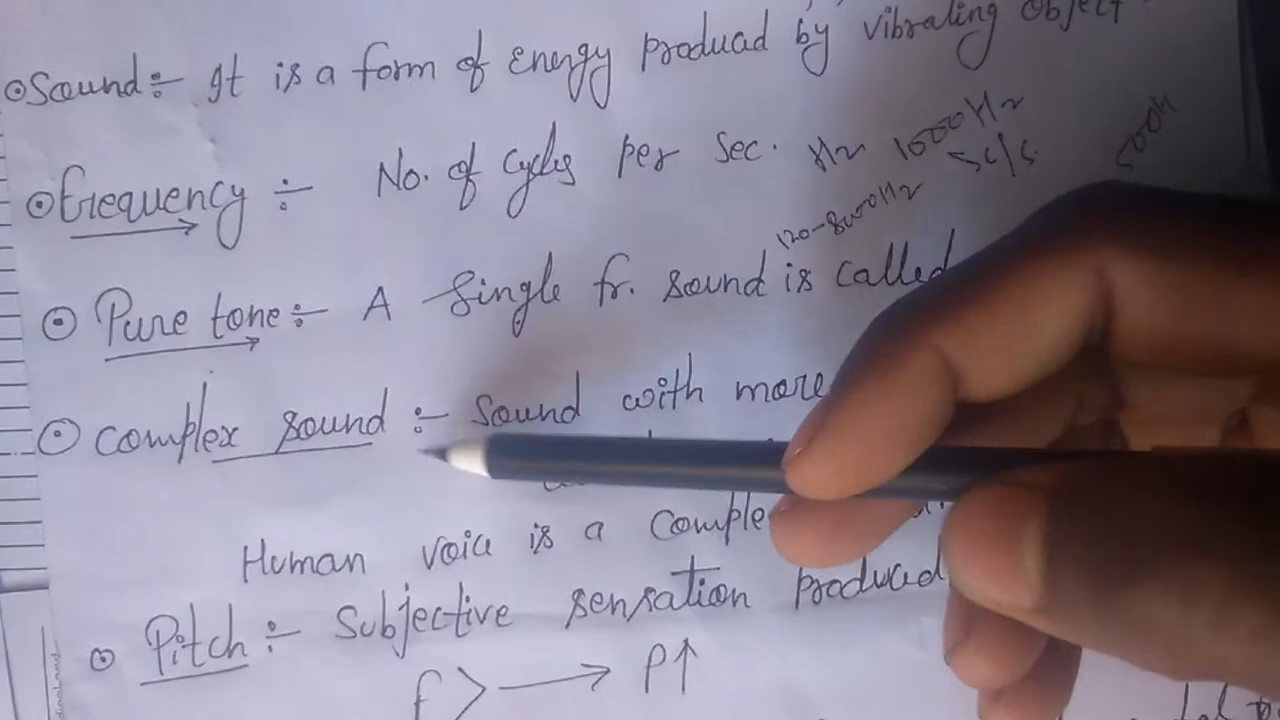 Sound:- It is a form of Energy produced by vibrating object
Frequency :- No. of Cycles per Sec. Hz 1000Hz
5c/s.
120-8000Hz
Pure tone:- A Single fr. sound is called
Complex sound :- Sound with more
Human voice is a Comple
Pitch:- Subjective sensation produced
f > → P↑